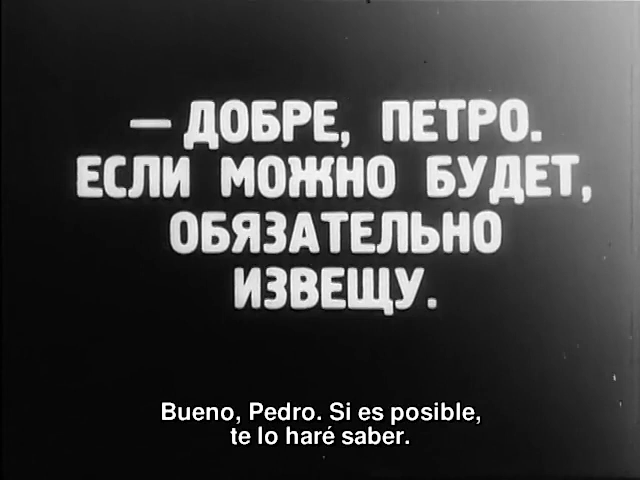 — ДОБРЕ, ПЕТРО.
ЕСЛИ МОЖНО БУДЕТ,
ОБЯЗАТЕЛЬНО
ИЗВЕЩУ.
Bueno, Pedro. Si es posible,
te lo haré saber.